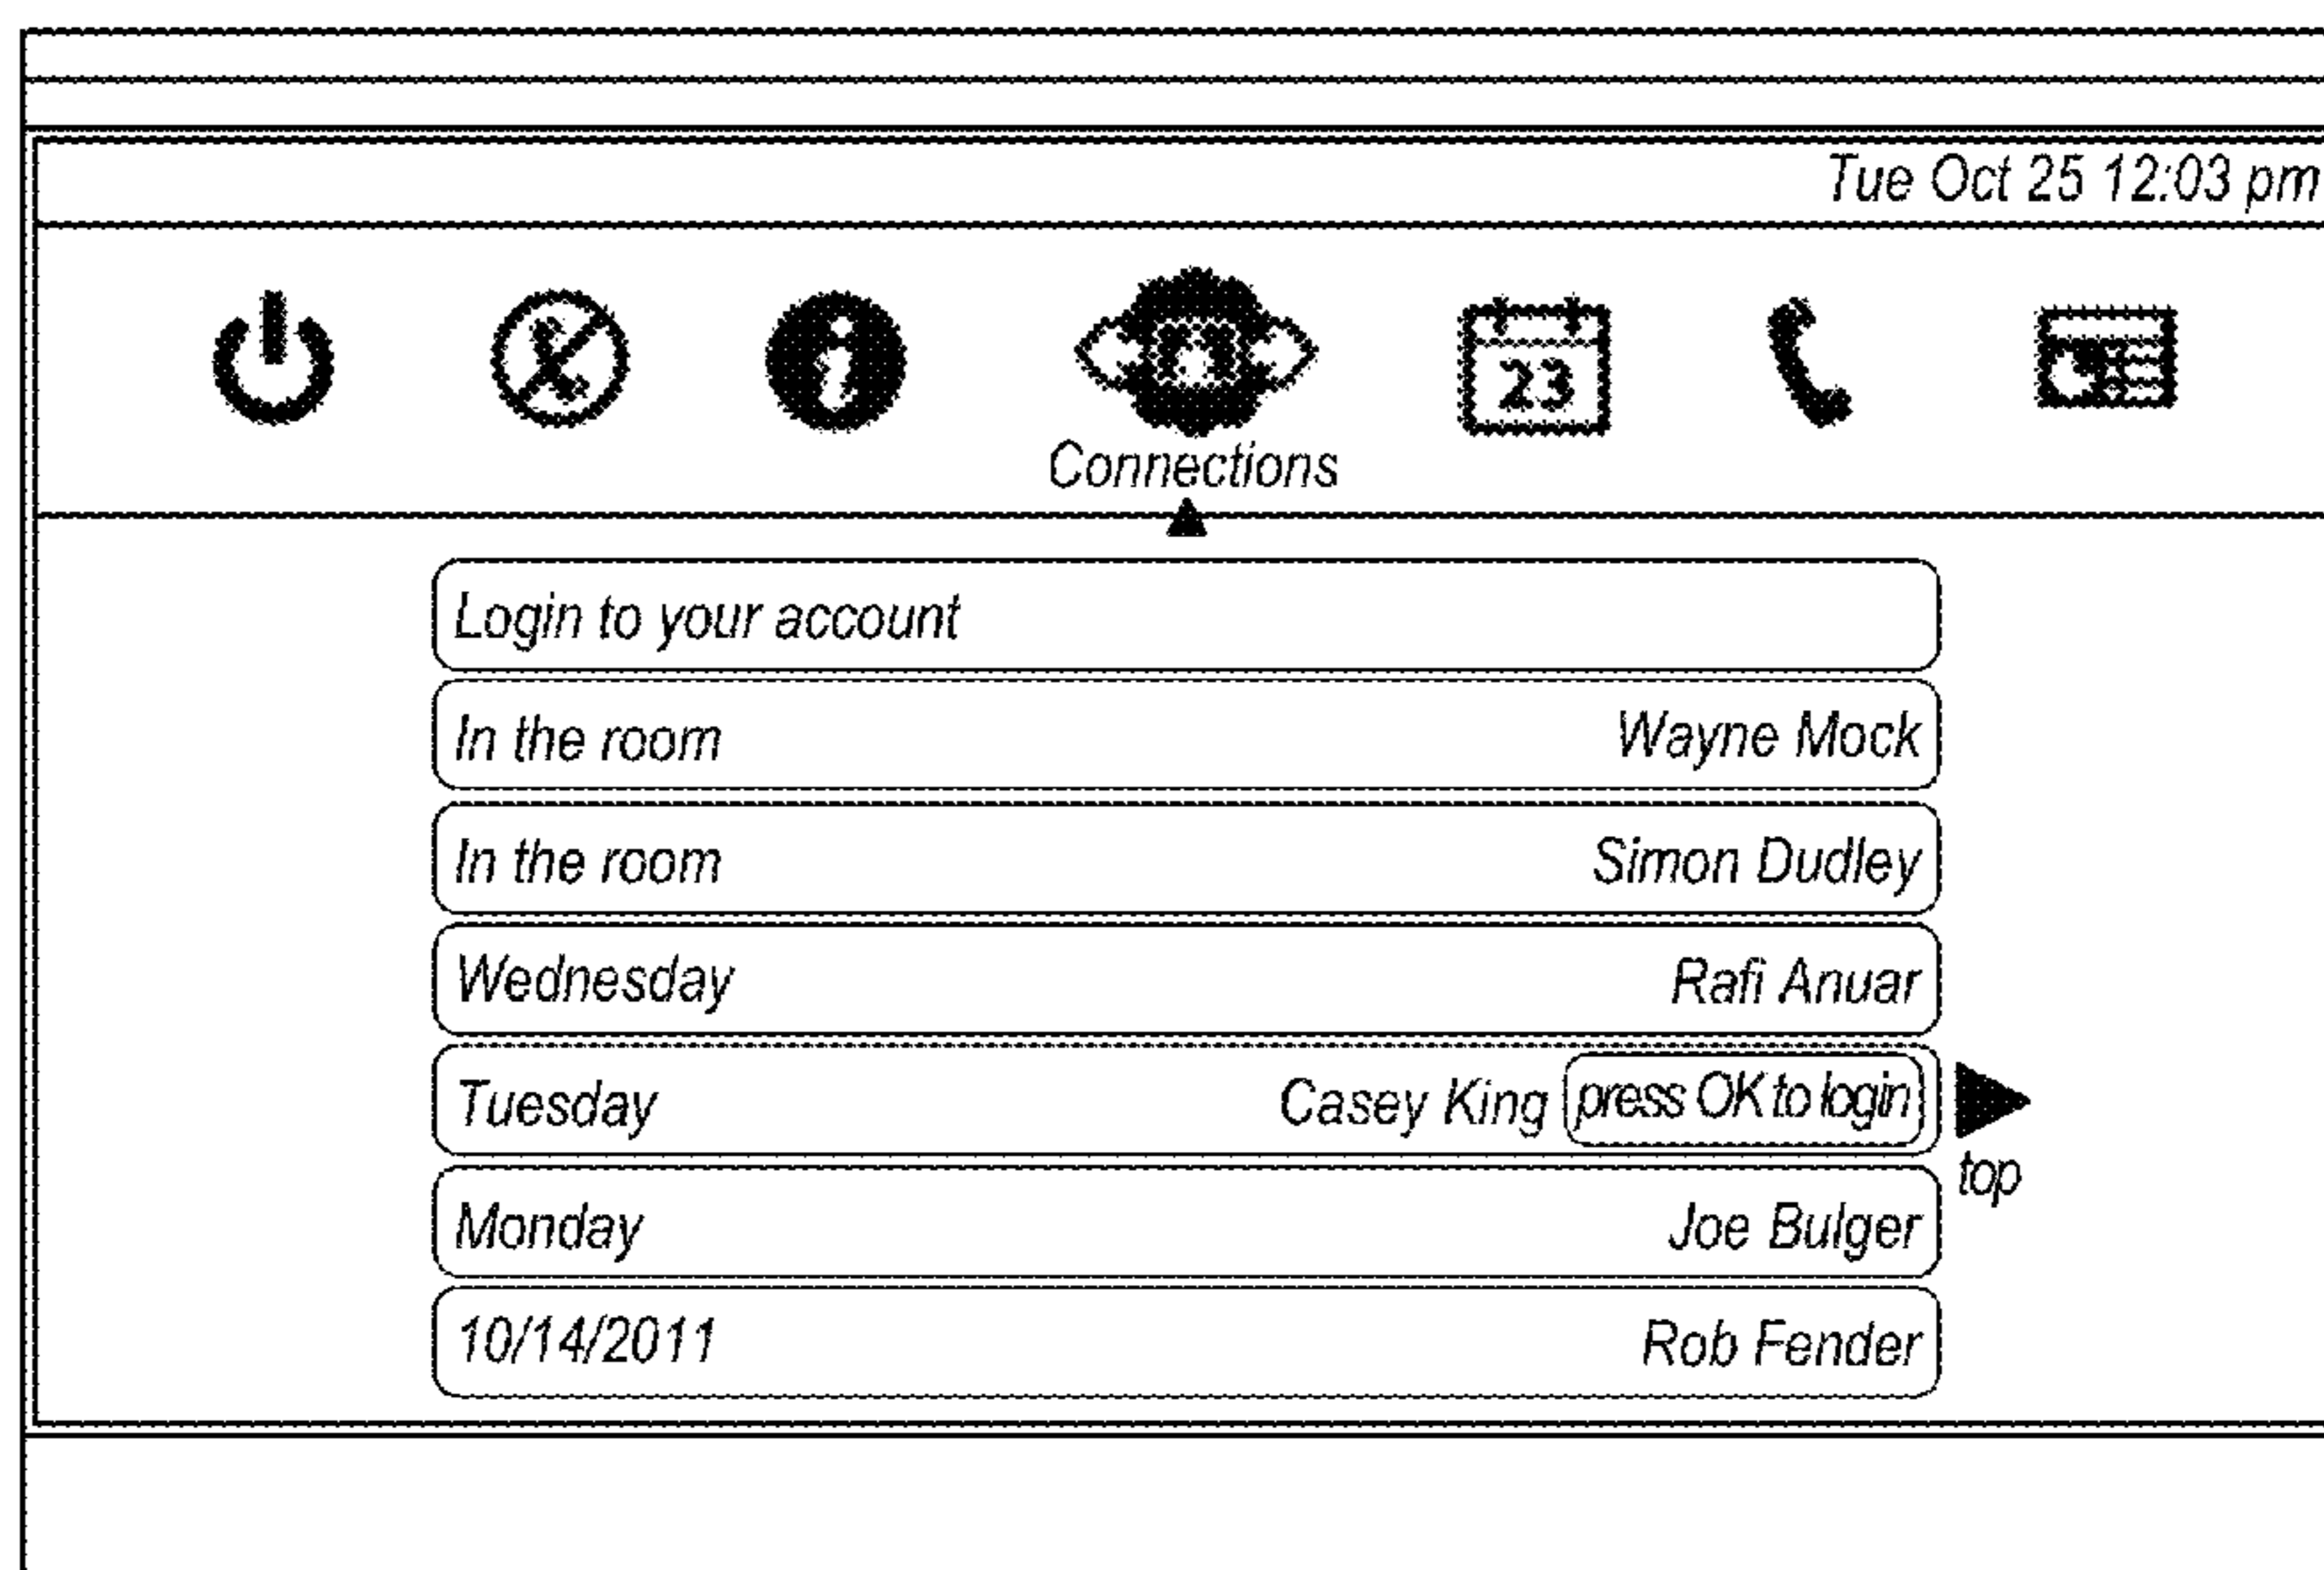 Tue Oct 25 12:03 pm
23
Connections
Login to your account
In the room Wayne Mock
In the room Simon Dudley
Wednesday Rafi Anuar
Tuesday Casey King press OK to login
top
Monday Joe Bulger
10/14/2011 Rob Fender